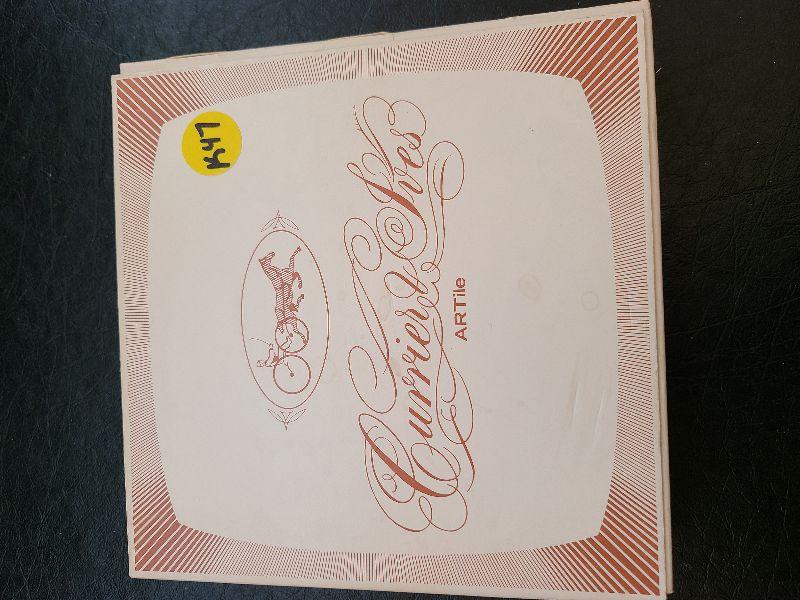 K47
Currier & Ives
ARTile